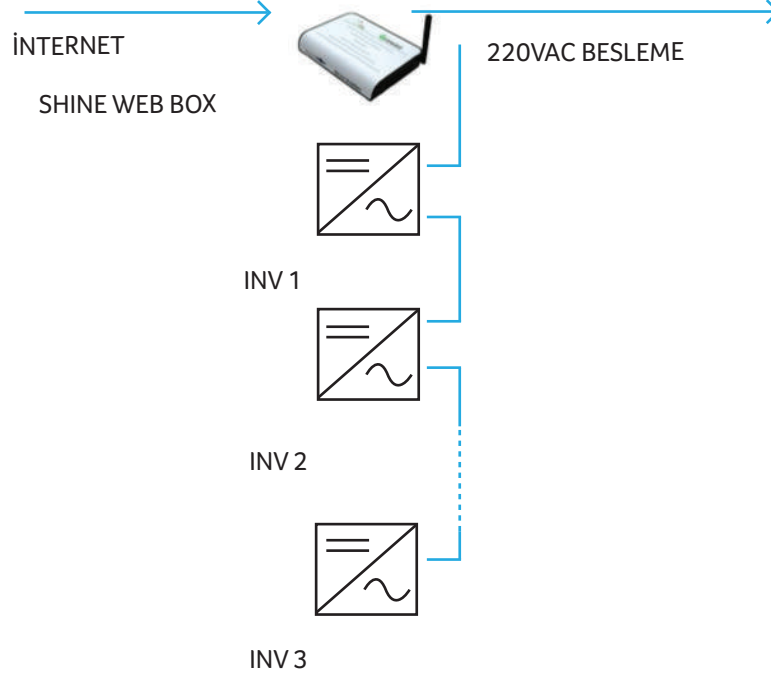 İNTERNET
220VAC BESLEME
SHINE WEB BOX
INV 1
INV 2
INV 3